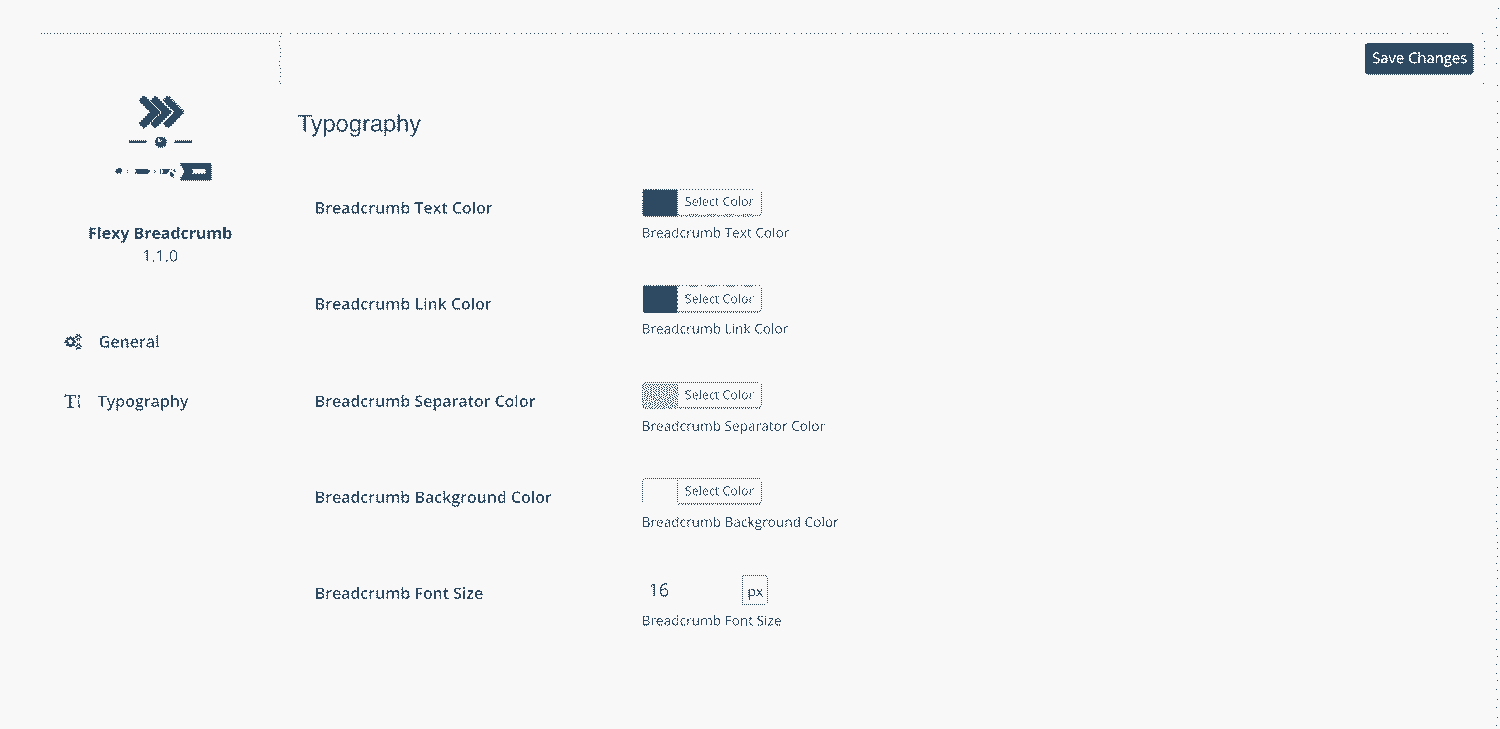 Save Changes
Typography
Flexy Breadcrumb
1.1.0
General
Typography
Breadcrumb Text Color
Select Color
Breadcrumb Text Color
Breadcrumb Link Color
Select Color
Breadcrumb Link Color
Breadcrumb Separator Color
Select Color
Breadcrumb Separator Color
Breadcrumb Background Color
Select Color
Breadcrumb Background Color
Breadcrumb Font Size
16 px
Breadcrumb Font Size